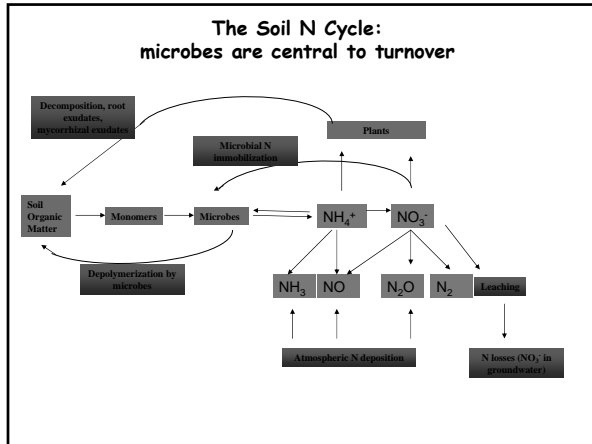 The Soil N Cycle:
microbes are central to turnover
Decomposition, root
exudates,
mycorrhizal exudates
Plants
Microbial N
immobilization
Soil
Organic
Matter
Monomers
Microbes
NH₄⁺
NO₃⁻
Depolymerization by
microbes
NH₃
NO
N₂O
N₂
Leaching
Atmospheric N deposition
N losses (NO₃⁻ in
groundwater)